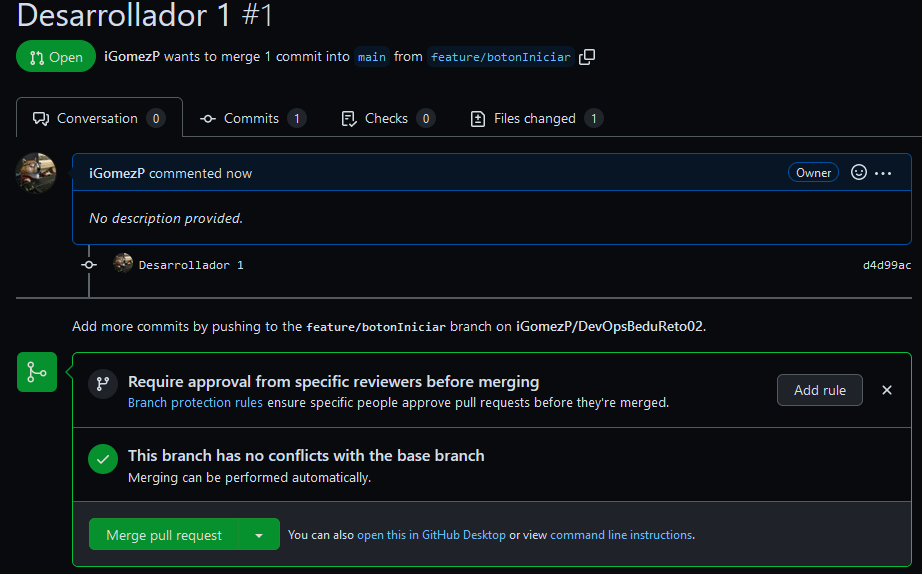 Desarrollador 1 #1
Open iGomezP wants to merge 1 commit into main from feature/botonIniciar
Conversation 0 Commits 1 Checks 0 Files changed 1
iGomezP commented now Owner
No description provided.
Desarrollador 1 d4d99ac
Add more commits by pushing to the feature/botonIniciar branch on iGomezP/DevOpsBeduReto02.
Require approval from specific reviewers before merging
Branch protection rules ensure specific people approve pull requests before they're merged.
Add rule
This branch has no conflicts with the base branch
Merging can be performed automatically.
Merge pull request You can also open this in GitHub Desktop or view command line instructions.